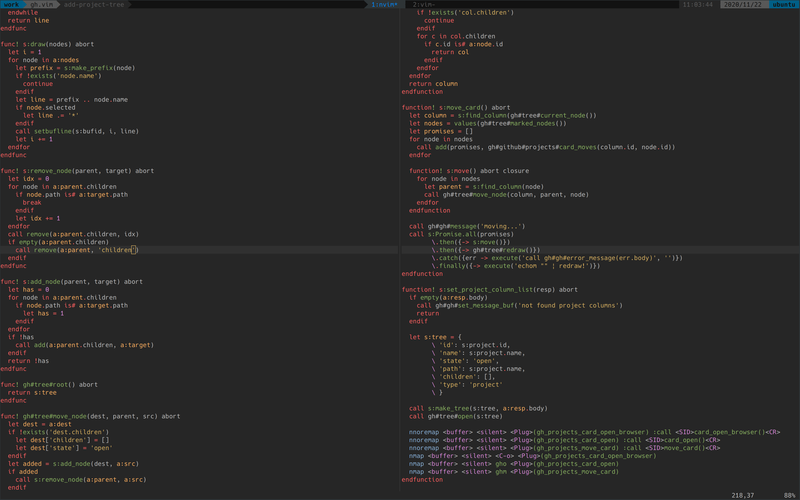 work gh.vim add-project-tree 1:nvim* 2:vim- 11:03:44 2020/11/22 ubuntu
  endwhile
  return line
endfunc

func! s:draw(nodes) abort
  let i = 1
  for node in a:nodes
    let prefix = s:make_prefix(node)
    if !exists('node.name')
      continue
    endif
    let line = prefix .. node.name
    if node.selected
      let line .= '*'
    endif
    call setbufline(s:bufid, i, line)
    let i += 1
  endfor
endfunc

func! s:remove_node(parent, target) abort
  let idx = 0
  for node in a:parent.children
    if node.path is# a:target.path
      break
    endif
    let idx += 1
  endfor
  call remove(a:parent.children, idx)
  if empty(a:parent.children)
    call remove(a:parent, 'children')
  endif
endfunc

func! s:add_node(parent, target) abort
  let has = 0
  for node in a:parent.children
    if node.path is# a:target.path
      let has = 1
    endif
  endfor
  if !has
    call add(a:parent.children, a:target)
  endif
  return !has
endfunc

func! gh#tree#root() abort
  return s:tree
endfunc

func! gh#tree#move_node(dest, parent, src) abort
  let dest = a:dest
  if !exists('dest.children')
    let dest['children'] = []
    let dest['state'] = 'open'
  endif
  let added = s:add_node(dest, a:src)
  if added
    call s:remove_node(a:parent, a:src)
  endif
    if !exists('col.children')
      continue
    endif
    for c in col.children
      if c.id is# a:node.id
        return col
      endif
    endfor
  endfor
  return column
endfunction

function! s:move_card() abort
  let column = s:find_column(gh#tree#current_node())
  let nodes = values(gh#tree#marked_nodes())
  let promises = []
  for node in nodes
    call add(promises, gh#github#projects#card_moves(column.id, node.id))
  endfor

  function! s:move() abort closure
    for node in nodes
      let parent = s:find_column(node)
      call gh#tree#move_node(column, parent, node)
    endfor
  endfunction

  call gh#gh#message('moving...')
  call s:Promise.all(promises)
        \.then({-> s:move()})
        \.then({-> gh#tree#redraw()})
        \.catch({err -> execute('call gh#gh#error_message(err.body)', '')})
        \.finally({-> execute('echom "" | redraw!')})
endfunction

function! s:set_project_column_list(resp) abort
  if empty(a:resp.body)
    call gh#gh#set_message_buf('not found project columns')
    return
  endif

  let s:tree = {
        \ 'id': s:project.id,
        \ 'name': s:project.name,
        \ 'state': 'open',
        \ 'path': s:project.name,
        \ 'children': [],
        \ 'type': 'project'
        \ }

  call s:make_tree(s:tree, a:resp.body)
  call gh#tree#open(s:tree)

  nnoremap <buffer> <silent> <Plug>(gh_projects_card_open_browser) :call <SID>card_open_browser()<CR>
  nnoremap <buffer> <silent> <Plug>(gh_projects_card_open) :call <SID>card_open()<CR>
  nnoremap <buffer> <silent> <Plug>(gh_projects_move_card) :call <SID>move_card()<CR>
  nmap <buffer> <silent> <C-o> <Plug>(gh_projects_card_open_browser)
  nmap <buffer> <silent> gho <Plug>(gh_projects_card_open)
  nmap <buffer> <silent> ghm <Plug>(gh_projects_move_card)
endfunction
218,37 88%